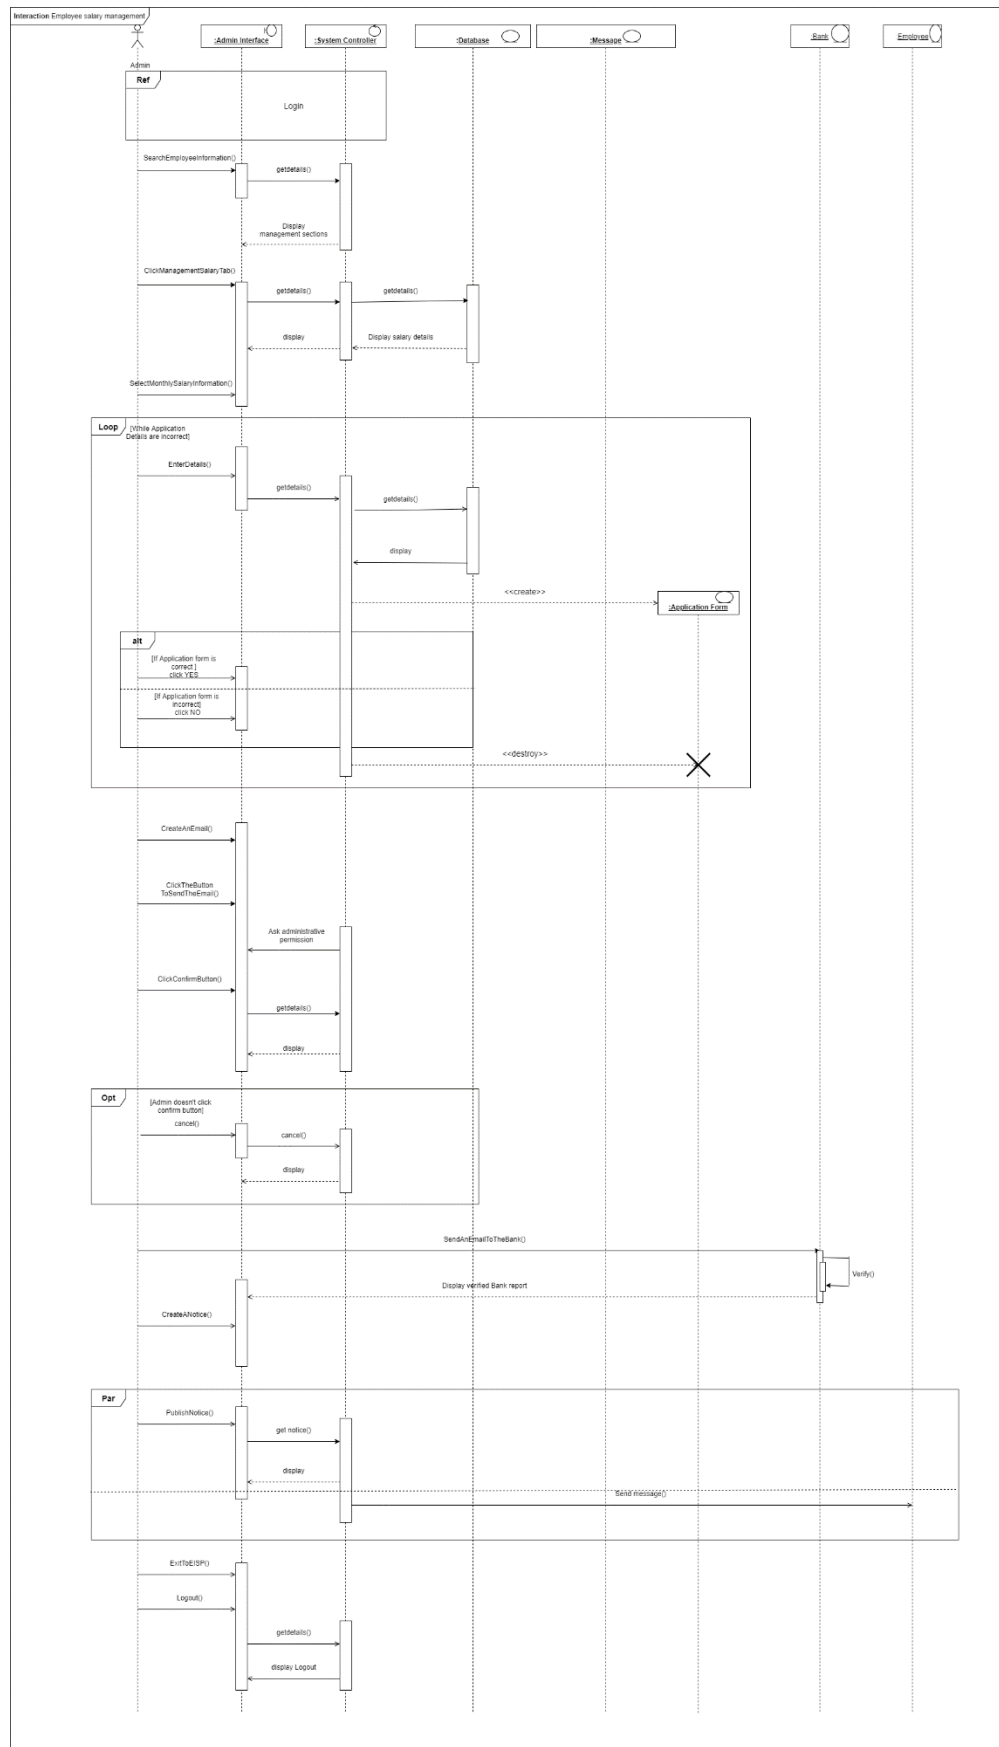 Interaction Employee salary management
:Admin Interface
:System Controller
:Database
:Message
:Bank
Employee
Admin
Ref
Login
SearchEmployeeInformation()
getdetails()
Display
management sections
ClickManagementSalaryTab()
getdetails()
getdetails()
display
Display salary details
SelectMonthlySalaryInformation()
Loop
[While Application
Details are incorrect]
EnterDetails()
getdetails()
getdetails()
display
<<create>>
:Application Form
alt
[If Application form is
correct ]
click YES
[If Application form is
incorrect]
click NO
<<destroy>>
CreateAnEmail()
ClickTheButton
ToSendTheEmail()
Ask administrative
permission
ClickConfirmButton()
getdetails()
display
Opt
[Admin doesn't click
confirm button]
cancel()
cancel()
display
SendAnEmailToTheBank()
Verify()
Display verified Bank report
CreateANotice()
Par
PublishNotice()
get notice()
display
Send message()
ExitToEISP()
Logout()
getdetails()
display Logout